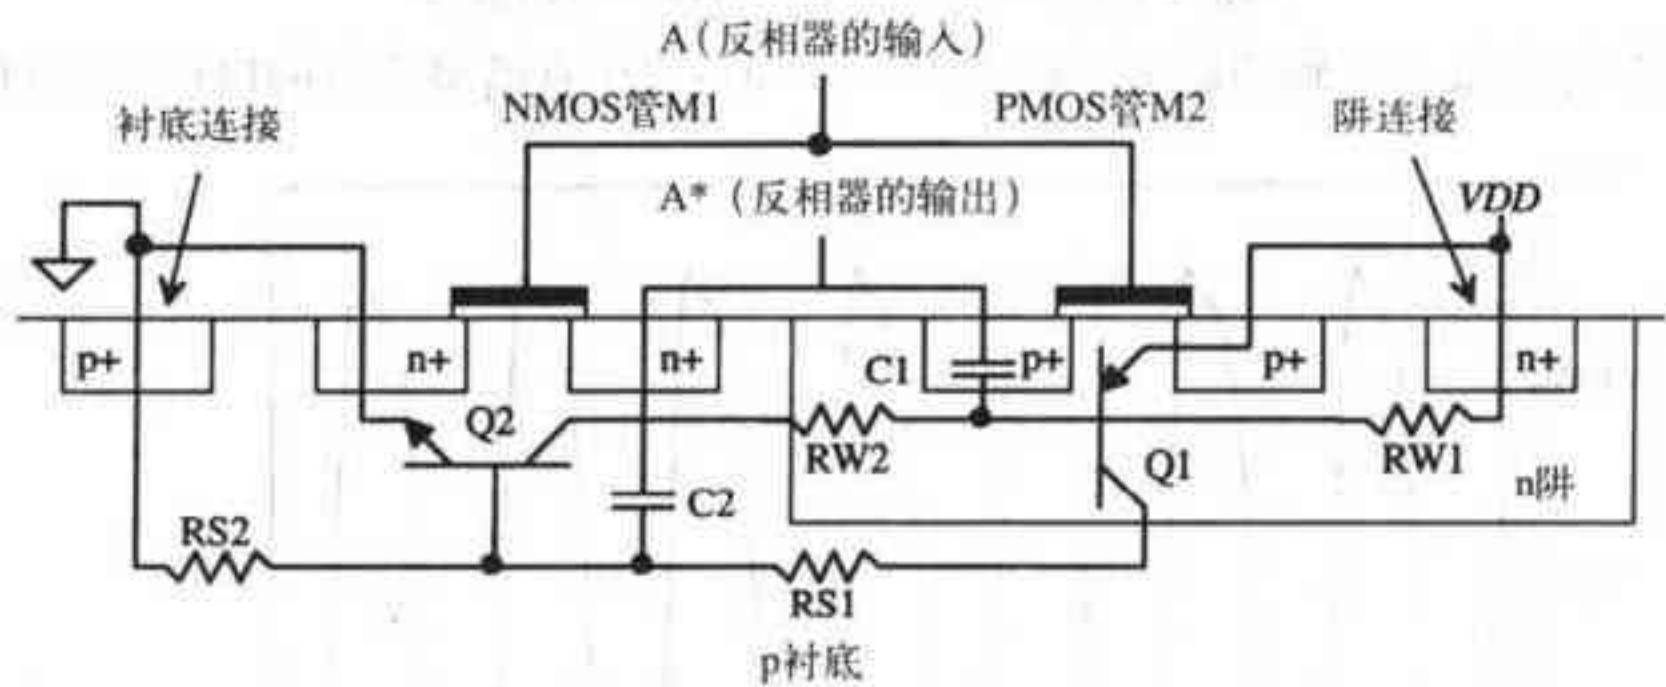 A(反相器的输入)
NMOS管M1
PMOS管M2
衬底连接
阱连接
A*(反相器的输出)
VDD
p+
n+
n+
C1
p+
p+
n+
Q2
RW2
Q1
RW1
n阱
C2
RS2
RS1
p衬底